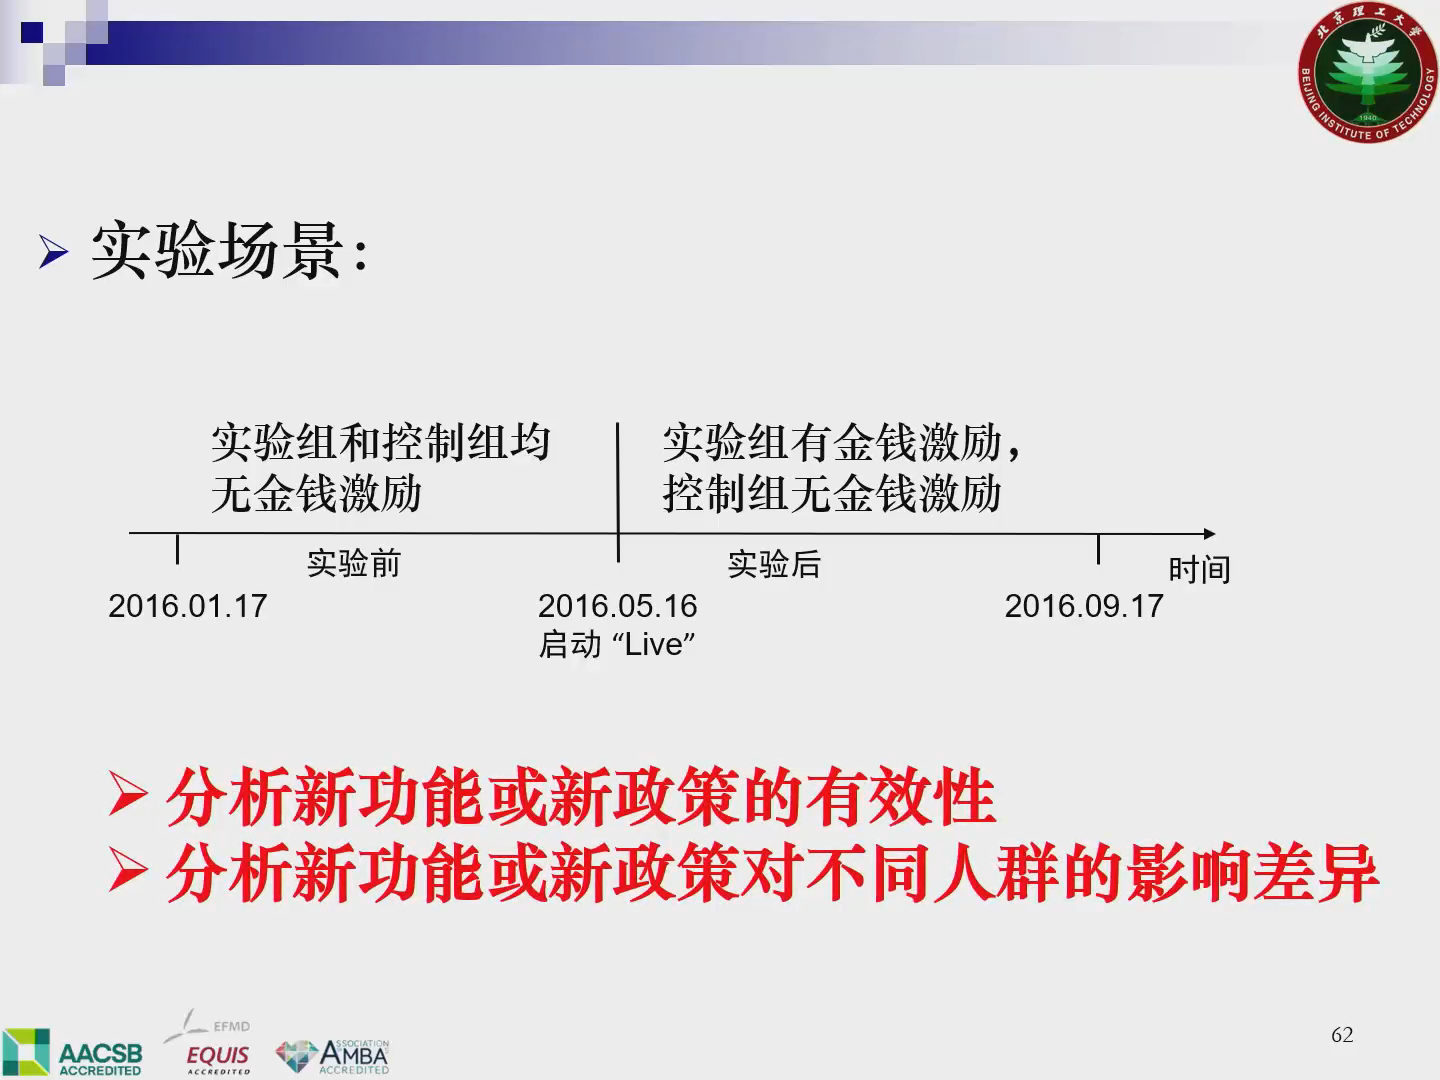 北京理工大学
BEIJING INSTITUTE OF TECHNOLOGY
1940
实验场景：
实验组和控制组均
无金钱激励
实验组有金钱激励，
控制组无金钱激励
实验前
实验后
时间
2016.01.17
2016.05.16
2016.09.17
启动 “Live”
分析新功能或新政策的有效性
分析新功能或新政策对不同人群的影响差异
AACSB
ACCREDITED
EFMD
EQUIS
ACCREDITED
ASSOCIATION
AMBA
ACCREDITED
62